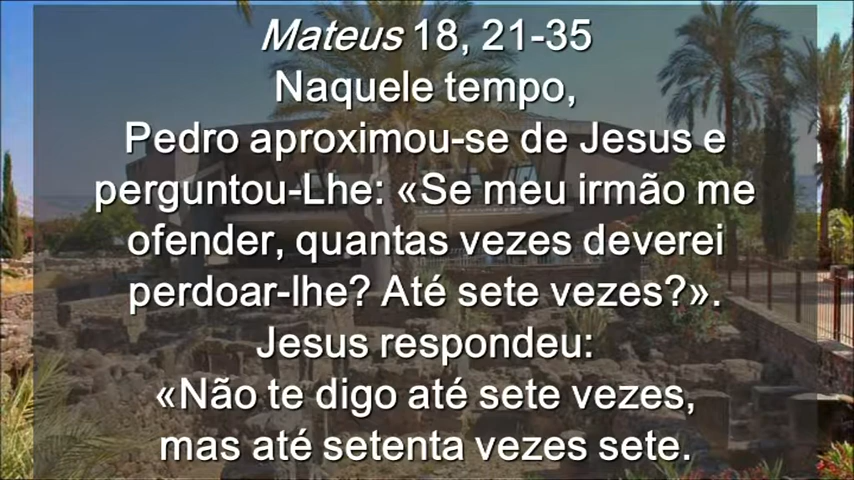 Mateus 18, 21-35
Naquele tempo,
Pedro aproximou-se de Jesus e
perguntou-Lhe: «Se meu irmão me
ofender, quantas vezes deverei
perdoar-lhe? Até sete vezes?».
Jesus respondeu:
«Não te digo até sete vezes,
mas até setenta vezes sete.